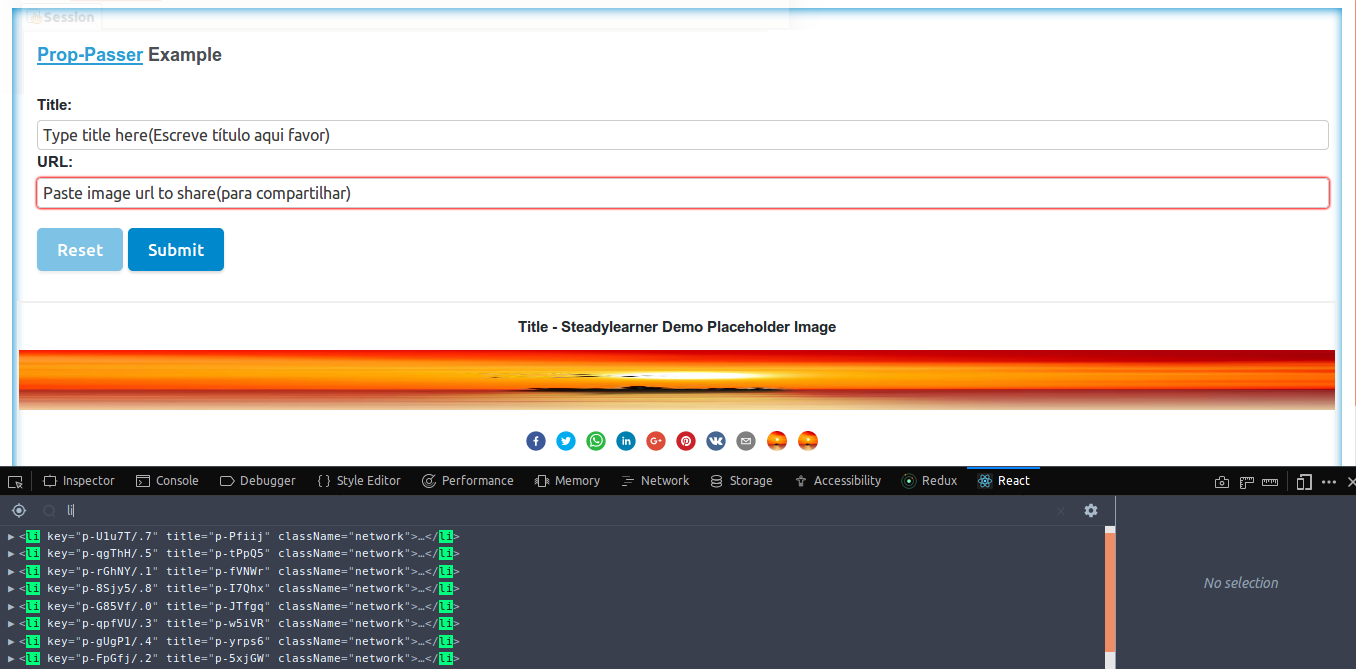 Session
Prop-Passer Example
Title:
Type title here(Escreve título aqui favor)
URL:
Paste image url to share(para compartilhar)
Reset Submit
Title - Steadylearner Demo Placeholder Image
Inspector Console Debugger Style Editor Performance Memory Network Storage Accessibility Redux React
li
<li key="p-U1u7T/.7" title="p-Pfiij" className="network">…</li>
<li key="p-qgThH/.5" title="p-tPpQ5" className="network">…</li>
<li key="p-rGhNY/.1" title="p-fVNWr" className="network">…</li>
<li key="p-8Sjy5/.8" title="p-I7Qhx" className="network">…</li>
<li key="p-G85Vf/.0" title="p-JTfgq" className="network">…</li>
<li key="p-qpfVU/.3" title="p-w5iVR" className="network">…</li>
<li key="p-gUgP1/.4" title="p-yrps6" className="network">…</li>
<li key="p-FpGfj/.2" title="p-5xjGW" className="network">…</li>
No selection